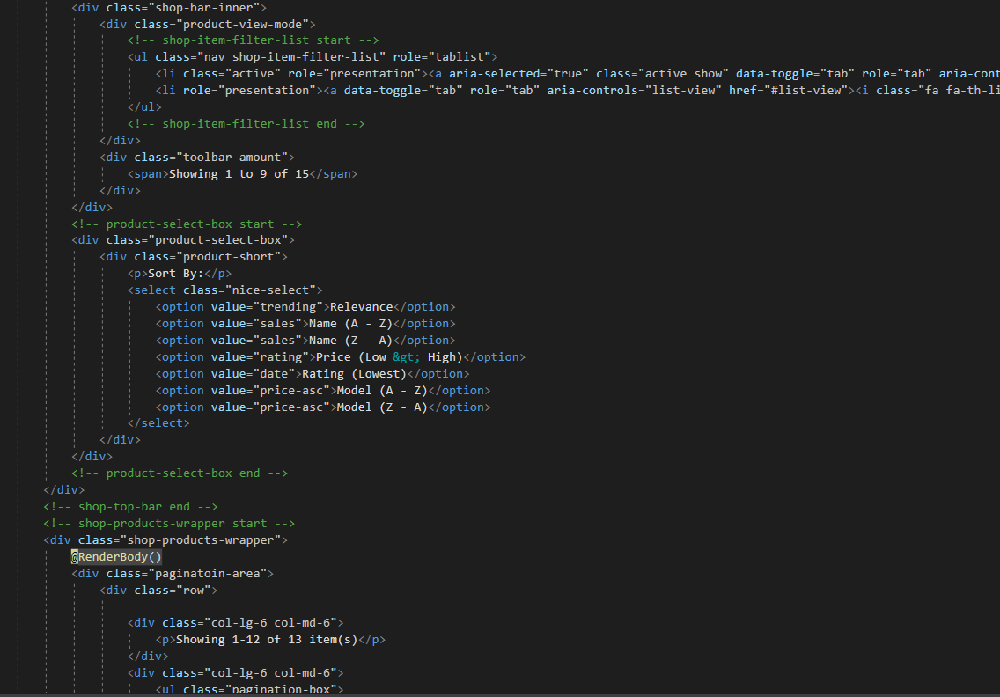 <div class="shop-bar-inner">
<div class="product-view-mode">
<!-- shop-item-filter-list start -->
<ul class="nav shop-item-filter-list" role="tablist">
<li class="active" role="presentation"><a aria-selected="true" class="active show" data-toggle="tab" role="tab" aria-cont
<li role="presentation"><a data-toggle="tab" role="tab" aria-controls="list-view" href="#list-view"><i class="fa fa-th-li
</ul>
<!-- shop-item-filter-list end -->
</div>
<div class="toolbar-amount">
<span>Showing 1 to 9 of 15</span>
</div>
</div>
<!-- product-select-box start -->
<div class="product-select-box">
<div class="product-short">
<p>Sort By:</p>
<select class="nice-select">
<option value="trending">Relevance</option>
<option value="sales">Name (A - Z)</option>
<option value="sales">Name (Z - A)</option>
<option value="rating">Price (Low &gt; High)</option>
<option value="date">Rating (Lowest)</option>
<option value="price-asc">Model (A - Z)</option>
<option value="price-asc">Model (Z - A)</option>
</select>
</div>
</div>
<!-- product-select-box end -->
</div>
<!-- shop-top-bar end -->
<!-- shop-products-wrapper start -->
<div class="shop-products-wrapper">
@RenderBody()
<div class="paginatoin-area">
<div class="row">
<div class="col-lg-6 col-md-6">
<p>Showing 1-12 of 13 item(s)</p>
</div>
<div class="col-lg-6 col-md-6">
<ul class="pagination-box">